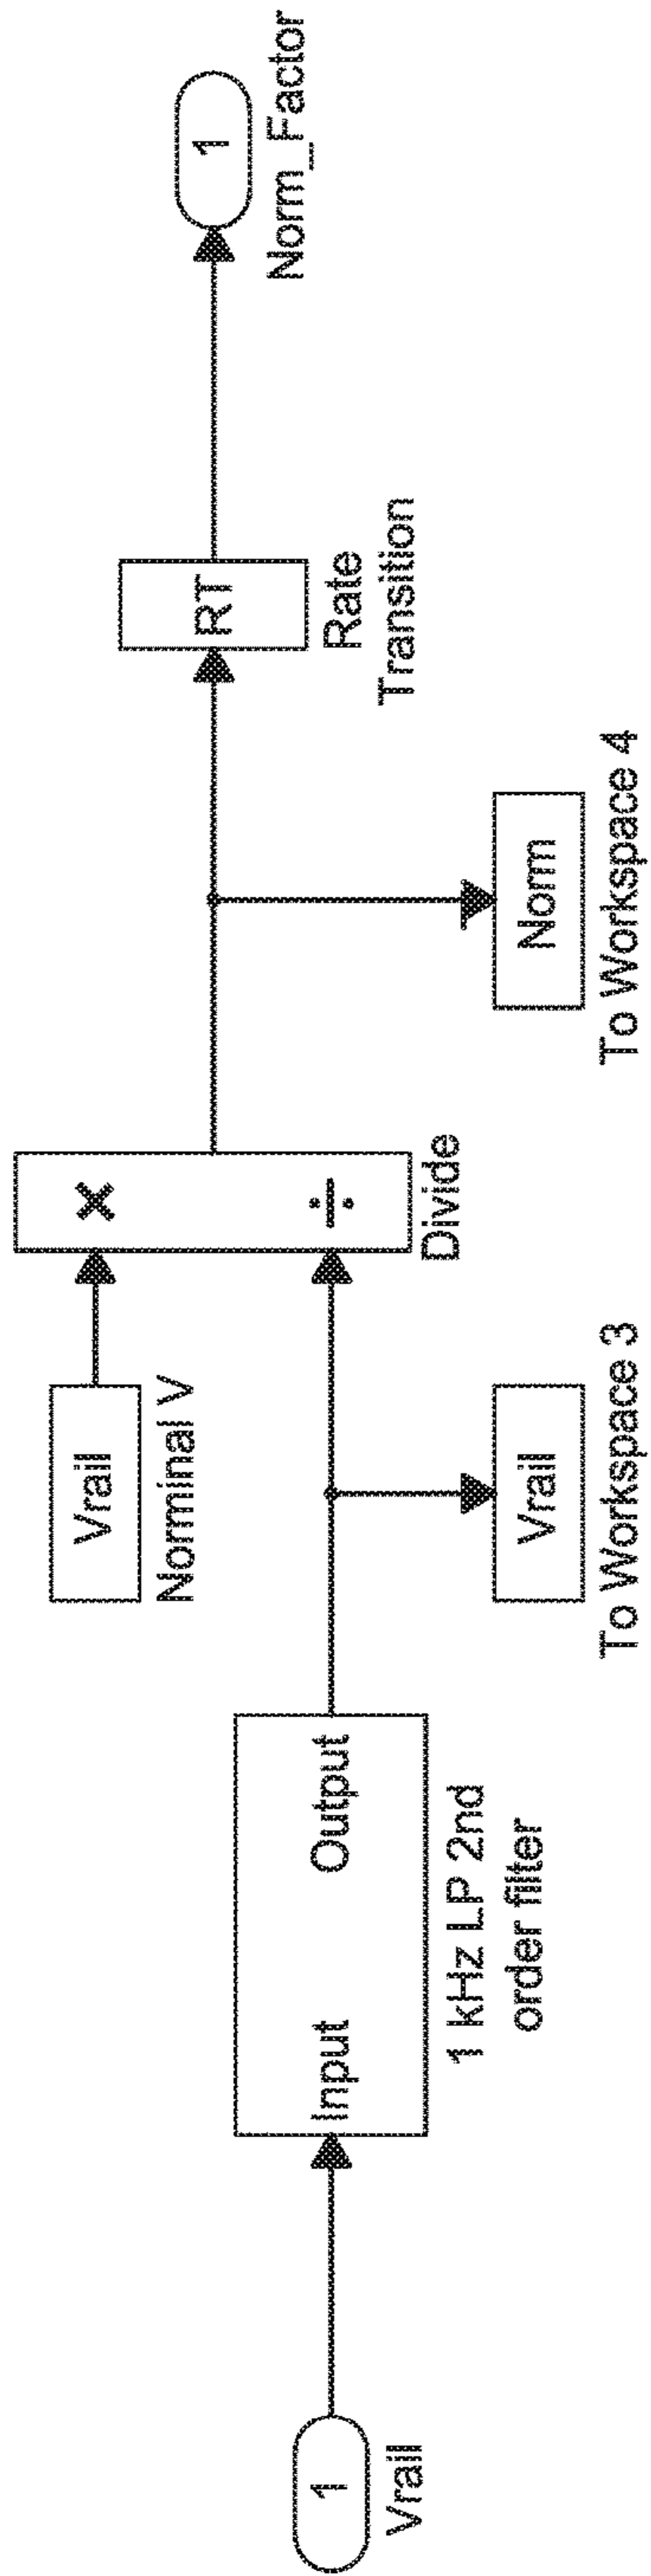 1
Vrail
Input
Output
1 kHz LP 2nd
order filter
Vrail
Norminal V
Vrail
To Workspace 3
×
÷
Divide
Norm
To Workspace 4
RT
Rate
Transition
1
Norm_Factor